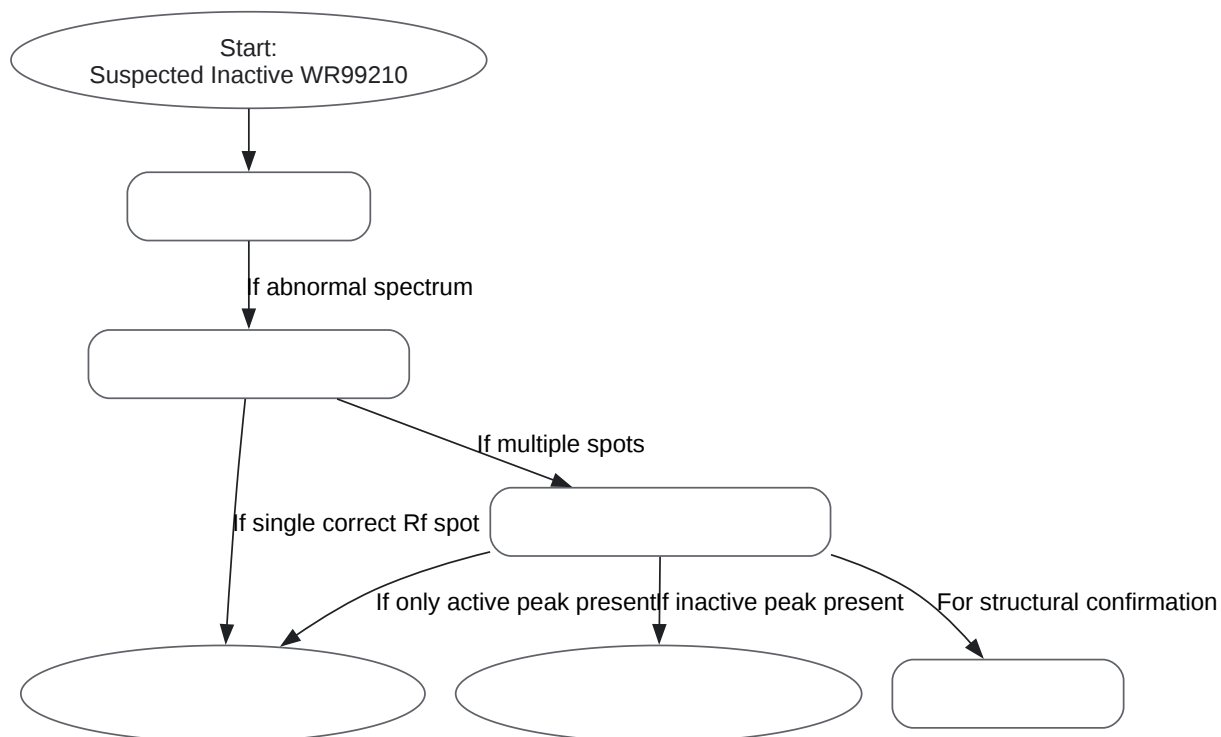 Start:
Suspected Inactive WR99210
If abnormal spectrum
If multiple spots
If single correct Rf spot
If only active peak present
If inactive peak present
For structural confirmation